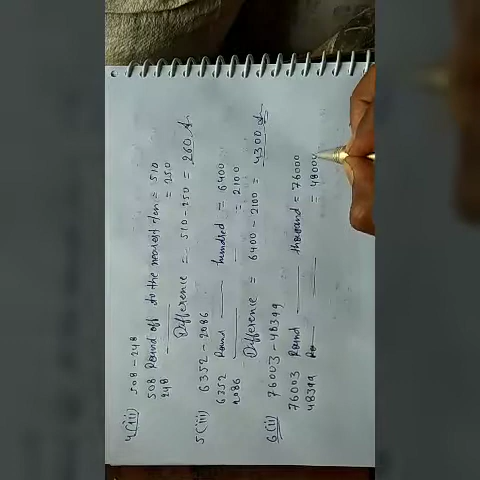 4 (iii) 508 - 248
508 Round off to the nearest ten = 510
248 = 250
Difference = 510 - 250 = 260
5 (ii) 6352 - 2086
6352 Round hundred = 6400
2086 = 2100
Difference = 6400 - 2100 = 4300
6 (ii) 76003 - 48399
76003 Round thousand = 76000
48399 Ro = 48000